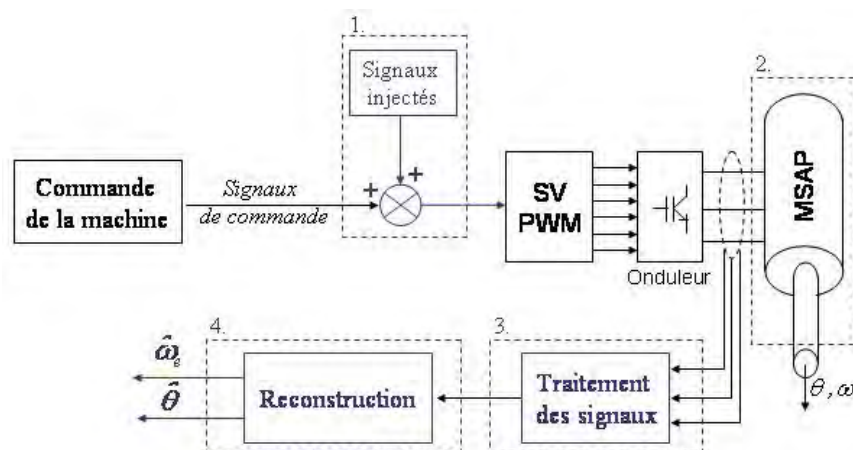 1.
Signaux
injectés
2.
MSAP
Commande
de la machine
Signaux
de commande
+
+
SV
PWM
Onduleur
θ, ω
4.
3.
ω̂e
θ̂
Reconstruction
Traitement
des signaux